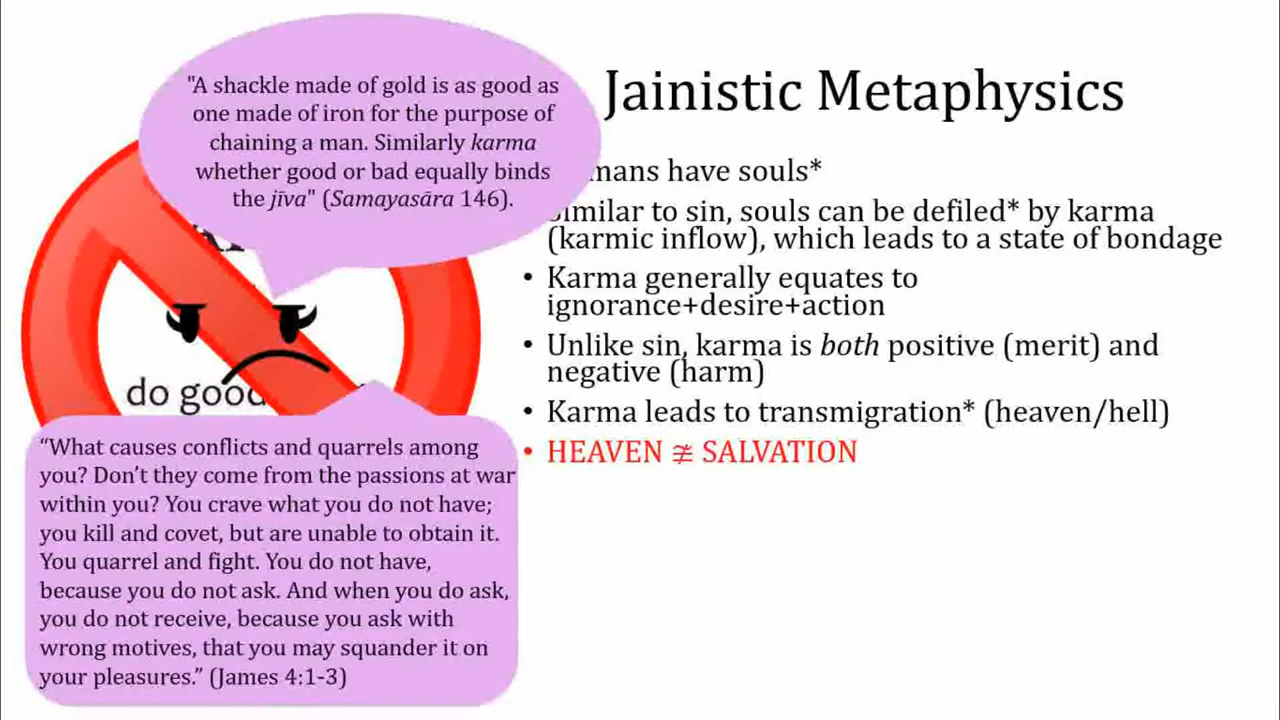 Jainistic Metaphysics
"A shackle made of gold is as good as
one made of iron for the purpose of
chaining a man. Similarly karma
whether good or bad equally binds
the jīva" (Samayasāra 146).
do good
“What causes conflicts and quarrels among
you? Don’t they come from the passions at war
within you? You crave what you do not have;
you kill and covet, but are unable to obtain it.
You quarrel and fight. You do not have,
because you do not ask. And when you do ask,
you do not receive, because you ask with
wrong motives, that you may squander it on
your pleasures.” (James 4:1-3)
mans have souls*
Similar to sin, souls can be defiled* by karma
(karmic inflow), which leads to a state of bondage
• Karma generally equates to
ignorance+desire+action
• Unlike sin, karma is both positive (merit) and
negative (harm)
• Karma leads to transmigration* (heaven/hell)
• HEAVEN ≇ SALVATION